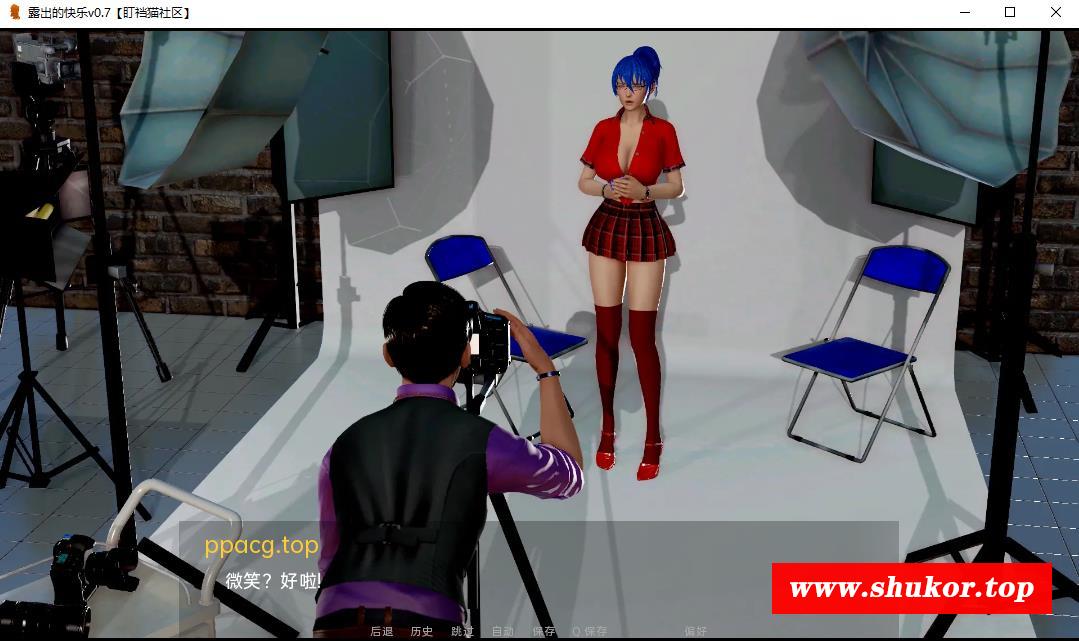 露出的快乐v0.7【盯裆猫社区】
ppacg.top
微笑？好啦!
www.shukor.top
后退 历史 跳过 自动 保存 Q.保存 偏好